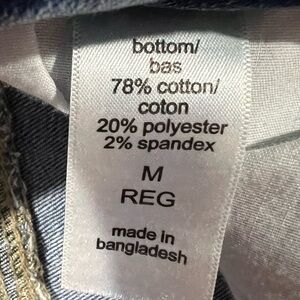 bottom/
bas
78% cotton/
coton
20% polyester
2% spandex
M
REG
made in
bangladesh